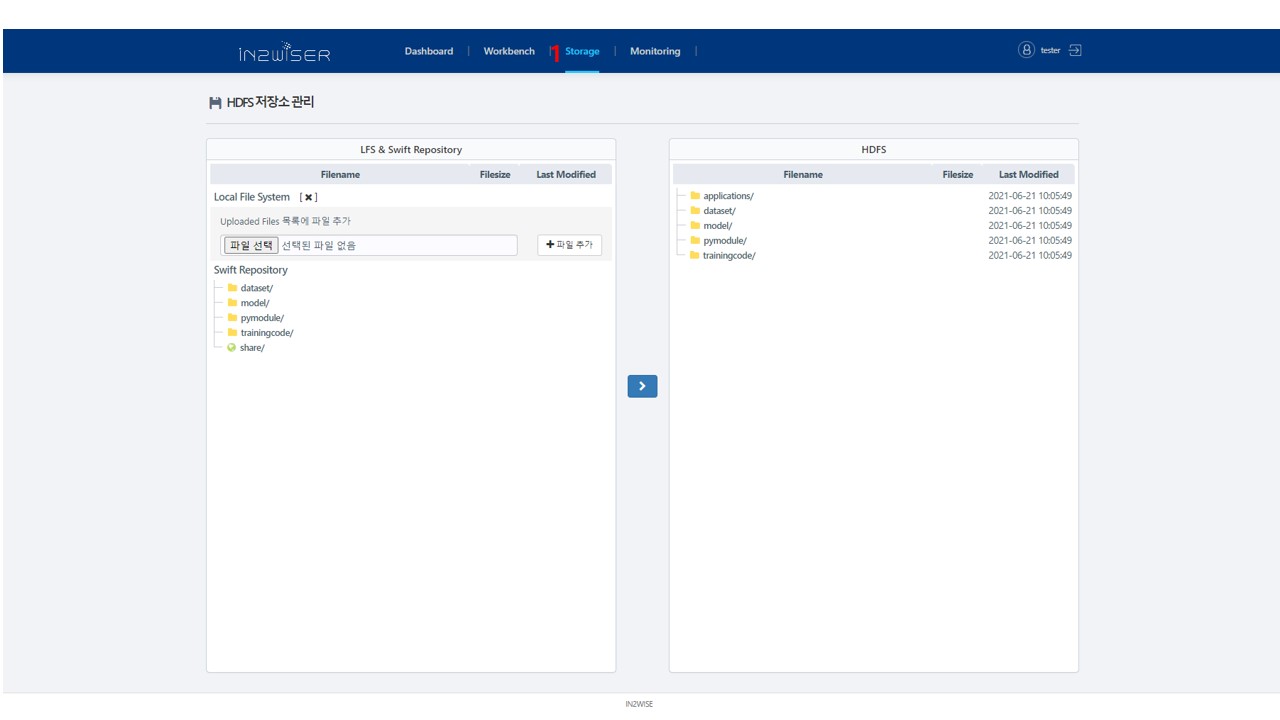 IN2WISER Dashboard | Workbench | 1 Storage | Monitoring | tester
HDFS 저장소 관리
LFS & Swift Repository
Filename Filesize Last Modified
Local File System [ ✖ ]
Uploaded Files 목록에 파일 추가
파일 선택 선택된 파일 없음 ✚ 파일 추가
Swift Repository
dataset/
model/
pymodule/
trainingcode/
share/
HDFS
Filename Filesize Last Modified
applications/ 2021-06-21 10:05:49
dataset/ 2021-06-21 10:05:49
model/ 2021-06-21 10:05:49
pymodule/ 2021-06-21 10:05:49
trainingcode/ 2021-06-21 10:05:49
IN2WISE